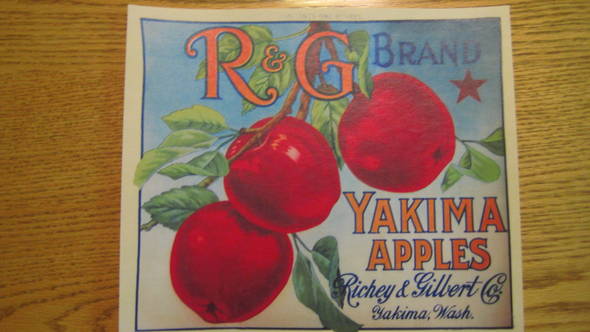 R&G BRAND
YAKIMA
APPLES
Richey & Gilbert Co.
Yakima, Wash.